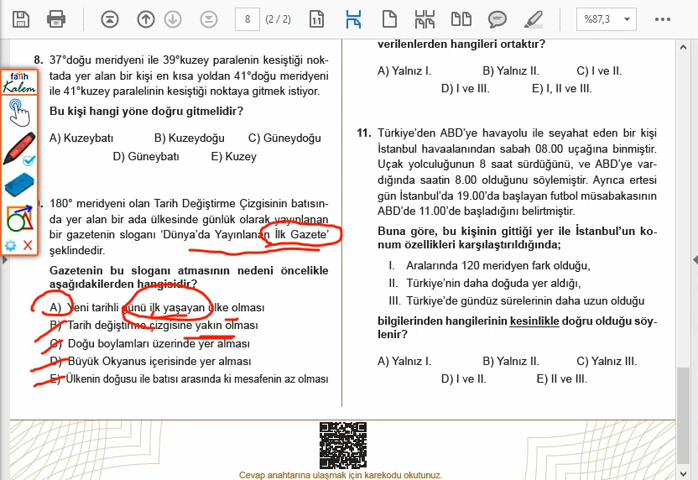 8
(2 / 2)
%87,3
fatih
Kalem
8. 37°doğu meridyeni ile 39°kuzey paralenin kesiştiği nok-
tada yer alan bir kişi en kısa yoldan 41°doğu meridyeni
ile 41°kuzey paralelinin kesiştiği noktaya gitmek istiyor.
Bu kişi hangi yöne doğru gitmelidir?
A) Kuzeybatı B) Kuzeydoğu C) Güneydoğu
D) Güneybatı E) Kuzey
180° meridyeni olan Tarih Değiştirme Çizgisinin batısın-
da yer alan bir ada ülkesinde günlük olarak yayınlanan
bir gazetenin sloganı ‘Dünya’da Yayınlanan İlk Gazete’
şeklindedir.
Gazetenin bu sloganı atmasının nedeni öncelikle
aşağıdakilerden hangisidir?
A) Yeni tarihli günü ilk yaşayan ülke olması
B) Tarih değiştirme çizgisine yakın olması
C) Doğu boylamları üzerinde yer alması
D) Büyük Okyanus içerisinde yer alması
E) Ülkenin doğusu ile batısı arasında ki mesafenin az olması
verilenlerden hangileri ortaktır?
A) Yalnız I. B) Yalnız II. C) I ve II.
D) I ve III. E) I, II ve III.
11. Türkiye’den ABD’ye havayolu ile seyahat eden bir kişi
İstanbul havaalanından sabah 08.00 uçağına binmiştir.
Uçak yolculuğunun 8 saat sürdüğünü, ve ABD’ye var-
dığında saatin 8.00 olduğunu söylemiştir. Ayrıca ertesi
gün İstanbul’da 19.00’da başlayan futbol müsabakasının
ABD’de 11.00’de başladığını belirtmiştir.
Buna göre, bu kişinin gittiği yer ile İstanbul’un ko-
num özellikleri karşılaştırıldığında;
I. Aralarında 120 meridyen fark olduğu,
II. Türkiye’nin daha doğuda yer aldığı,
III. Türkiye’de gündüz sürelerinin daha uzun olduğu
bilgilerinden hangilerinin kesinlikle doğru olduğu söy-
lenir?
A) Yalnız I. B) Yalnız II. C) Yalnız III.
D) I ve II. E) II ve III.
Cevap anahtarına ulaşmak için karekodu okutunuz.